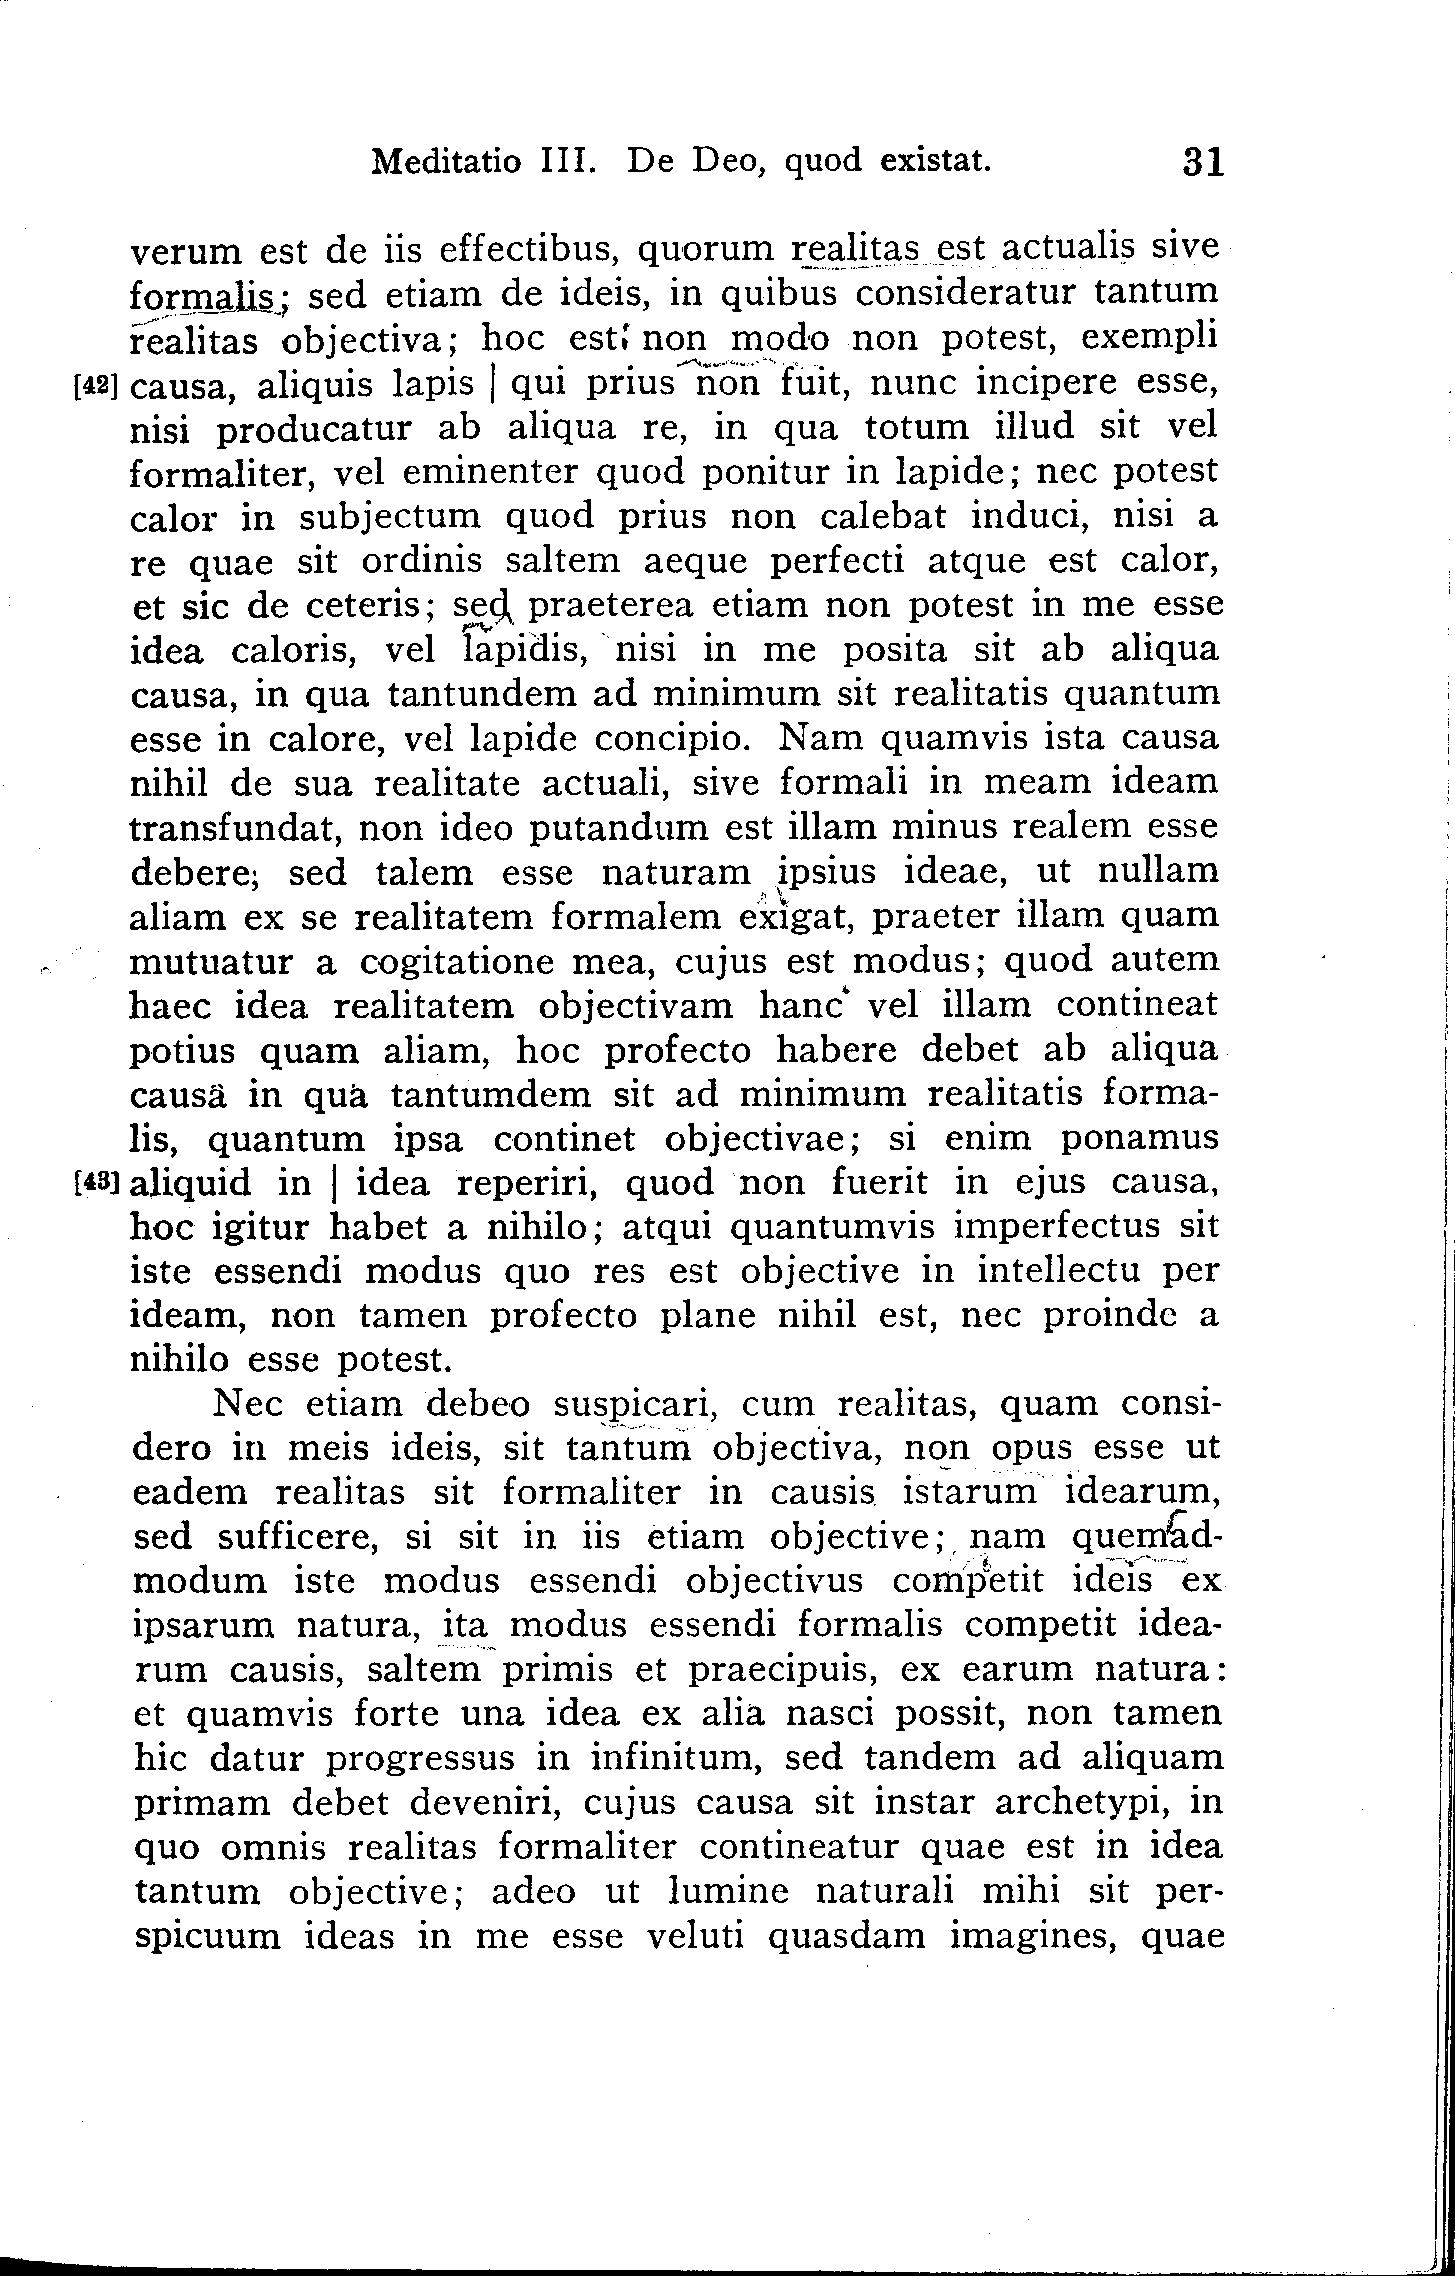 Meditatio III. De Deo, quod existat. 31
verum est de iis effectibus, quorum realitas est actualis sive
formalis; sed etiam de ideis, in quibus consideratur tantum
realitas objectiva; hoc est: non modo non potest, exempli
[42] causa, aliquis lapis | qui prius non fuit, nunc incipere esse,
nisi producatur ab aliqua re, in qua totum illud sit vel
formaliter, vel eminenter quod ponitur in lapide; nec potest
calor in subjectum quod prius non calebat induci, nisi a
re quae sit ordinis saltem aeque perfecti atque est calor,
et sic de ceteris; sed praeterea etiam non potest in me esse
idea caloris, vel lapidis, nisi in me posita sit ab aliqua
causa, in qua tantundem ad minimum sit realitatis quantum
esse in calore, vel lapide concipio. Nam quamvis ista causa
nihil de sua realitate actuali, sive formali in meam ideam
transfundat, non ideo putandum est illam minus realem esse
debere; sed talem esse naturam ipsius ideae, ut nullam
aliam ex se realitatem formalem exigat, praeter illam quam
mutuatur a cogitatione mea, cujus est modus; quod autem
haec idea realitatem objectivam hanc vel illam contineat
potius quam aliam, hoc profecto habere debet ab aliqua
causâ in quâ tantumdem sit ad minimum realitatis forma-
lis, quantum ipsa continet objectivae; si enim ponamus
[43] aliquid in | idea reperiri, quod non fuerit in ejus causa,
hoc igitur habet a nihilo; atqui quantumvis imperfectus sit
iste essendi modus quo res est objective in intellectu per
ideam, non tamen profecto plane nihil est, nec proinde a
nihilo esse potest.
Nec etiam debeo suspicari, cum realitas, quam consi-
dero in meis ideis, sit tantum objectiva, non opus esse ut
eadem realitas sit formaliter in causis istarum idearum,
sed sufficere, si sit in iis etiam objective; nam quemad-
modum iste modus essendi objectivus competit ideis ex
ipsarum natura, ita modus essendi formalis competit idea-
rum causis, saltem primis et praecipuis, ex earum natura:
et quamvis forte una idea ex alia nasci possit, non tamen
hic datur progressus in infinitum, sed tandem ad aliquam
primam debet deveniri, cujus causa sit instar archetypi, in
quo omnis realitas formaliter contineatur quae est in idea
tantum objective; adeo ut lumine naturali mihi sit per-
spicuum ideas in me esse veluti quasdam imagines, quae